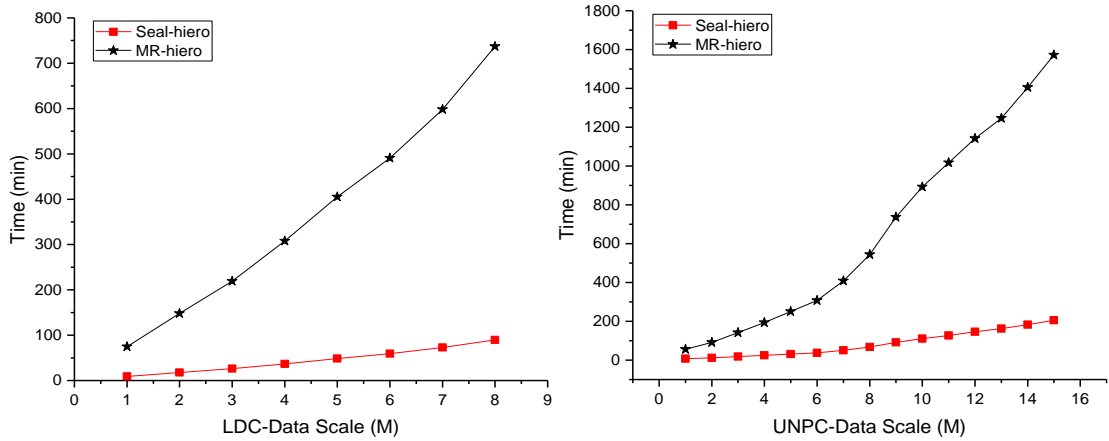 Seal-hiero
MR-hiero
Time (min)
800
700
600
500
400
300
200
100
0
0 1 2 3 4 5 6 7 8 9
LDC-Data Scale (M)
Seal-hiero
MR-hiero
Time (min)
1800
1600
1400
1200
1000
800
600
400
200
0
0 2 4 6 8 10 12 14 16
UNPC-Data Scale (M)